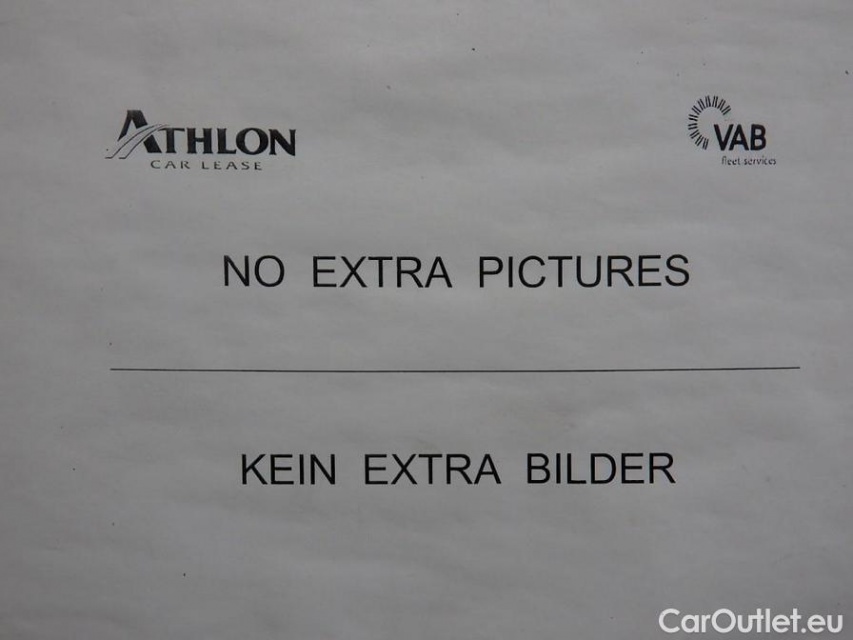 ATHLON
CAR LEASE
VAB
fleet services
NO EXTRA PICTURES
KEIN EXTRA BILDER
CarOutlet.eu